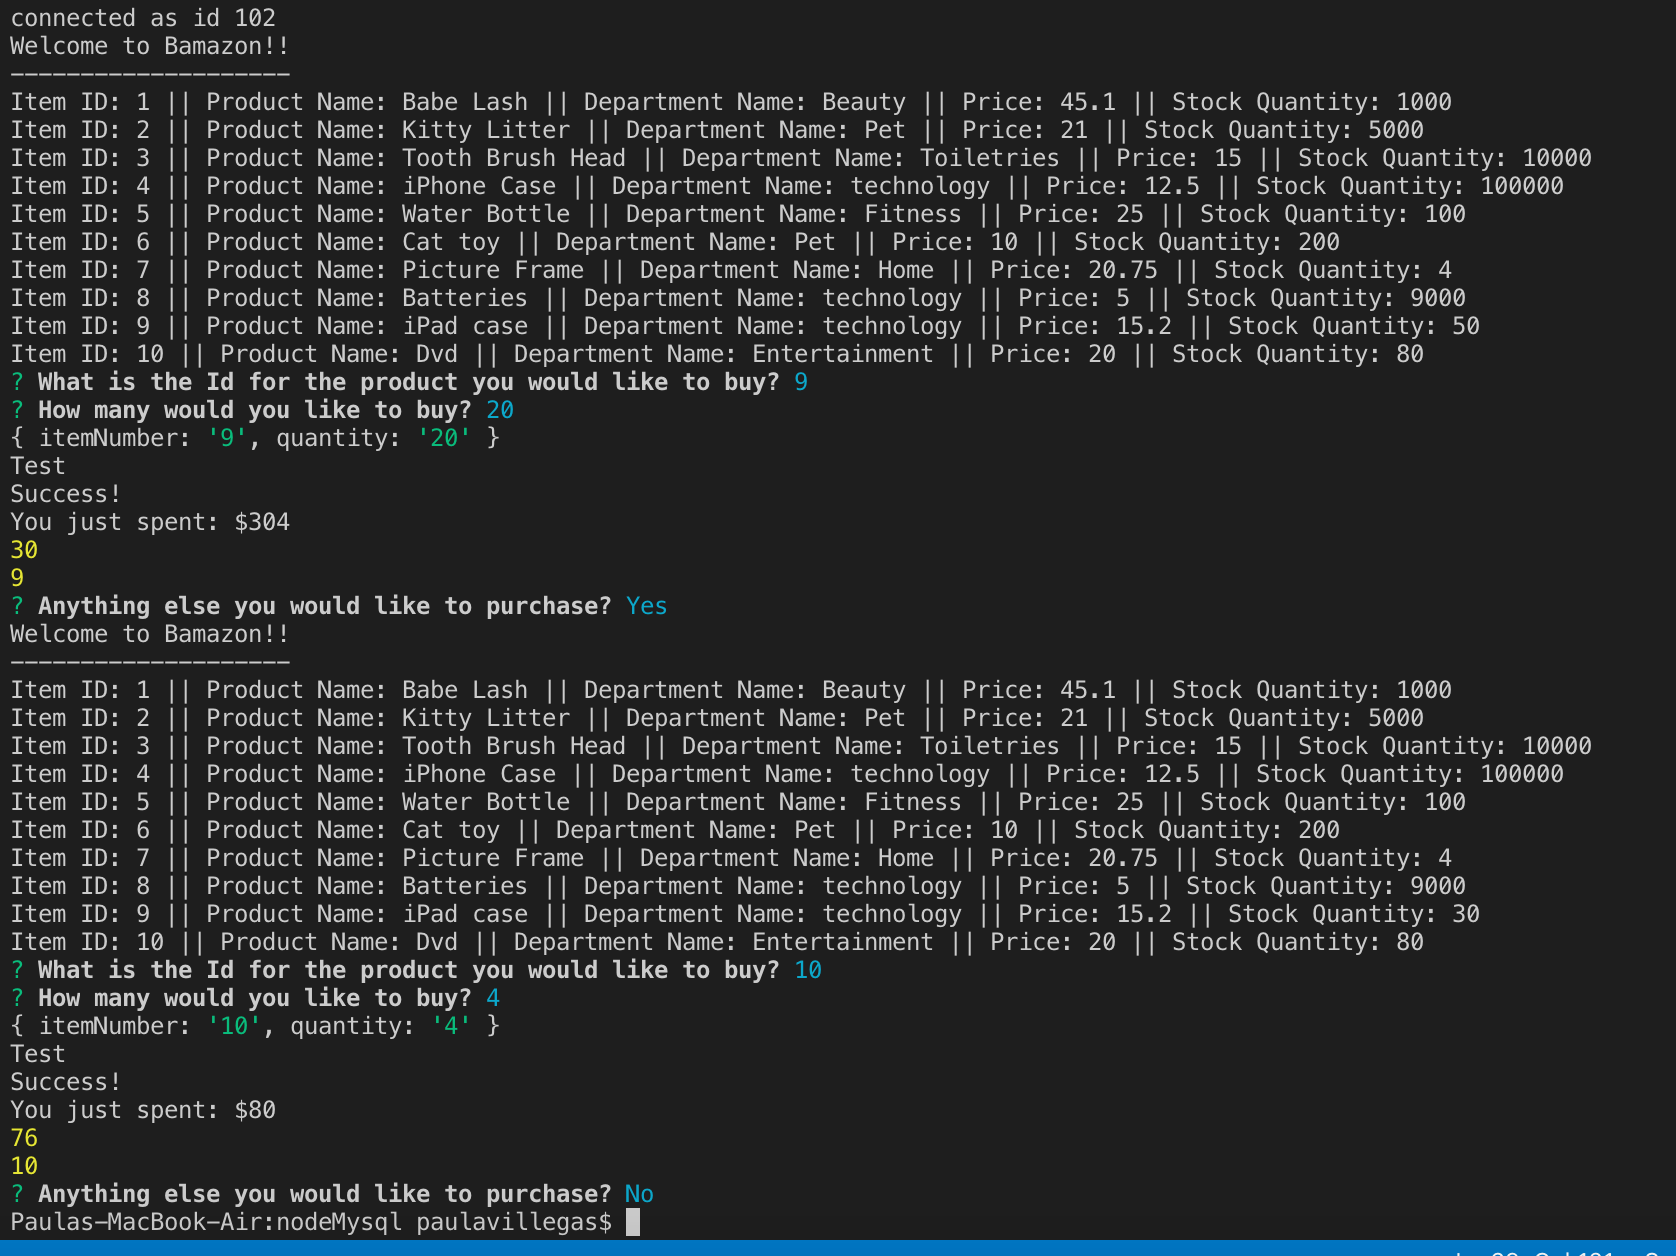 connected as id 102
Welcome to Bamazon!!
--------------------
Item ID: 1 || Product Name: Babe Lash || Department Name: Beauty || Price: 45.1 || Stock Quantity: 1000
Item ID: 2 || Product Name: Kitty Litter || Department Name: Pet || Price: 21 || Stock Quantity: 5000
Item ID: 3 || Product Name: Tooth Brush Head || Department Name: Toiletries || Price: 15 || Stock Quantity: 10000
Item ID: 4 || Product Name: iPhone Case || Department Name: technology || Price: 12.5 || Stock Quantity: 100000
Item ID: 5 || Product Name: Water Bottle || Department Name: Fitness || Price: 25 || Stock Quantity: 100
Item ID: 6 || Product Name: Cat toy || Department Name: Pet || Price: 10 || Stock Quantity: 200
Item ID: 7 || Product Name: Picture Frame || Department Name: Home || Price: 20.75 || Stock Quantity: 4
Item ID: 8 || Product Name: Batteries || Department Name: technology || Price: 5 || Stock Quantity: 9000
Item ID: 9 || Product Name: iPad case || Department Name: technology || Price: 15.2 || Stock Quantity: 50
Item ID: 10 || Product Name: Dvd || Department Name: Entertainment || Price: 20 || Stock Quantity: 80
? What is the Id for the product you would like to buy? 9
? How many would you like to buy? 20
{ itemNumber: '9', quantity: '20' }
Test
Success!
You just spent: $304
30
9
? Anything else you would like to purchase? Yes
Welcome to Bamazon!!
--------------------
Item ID: 1 || Product Name: Babe Lash || Department Name: Beauty || Price: 45.1 || Stock Quantity: 1000
Item ID: 2 || Product Name: Kitty Litter || Department Name: Pet || Price: 21 || Stock Quantity: 5000
Item ID: 3 || Product Name: Tooth Brush Head || Department Name: Toiletries || Price: 15 || Stock Quantity: 10000
Item ID: 4 || Product Name: iPhone Case || Department Name: technology || Price: 12.5 || Stock Quantity: 100000
Item ID: 5 || Product Name: Water Bottle || Department Name: Fitness || Price: 25 || Stock Quantity: 100
Item ID: 6 || Product Name: Cat toy || Department Name: Pet || Price: 10 || Stock Quantity: 200
Item ID: 7 || Product Name: Picture Frame || Department Name: Home || Price: 20.75 || Stock Quantity: 4
Item ID: 8 || Product Name: Batteries || Department Name: technology || Price: 5 || Stock Quantity: 9000
Item ID: 9 || Product Name: iPad case || Department Name: technology || Price: 15.2 || Stock Quantity: 30
Item ID: 10 || Product Name: Dvd || Department Name: Entertainment || Price: 20 || Stock Quantity: 80
? What is the Id for the product you would like to buy? 10
? How many would you like to buy? 4
{ itemNumber: '10', quantity: '4' }
Test
Success!
You just spent: $80
76
10
? Anything else you would like to purchase? No
Paulas-MacBook-Air:nodeMysql paulavillegas$